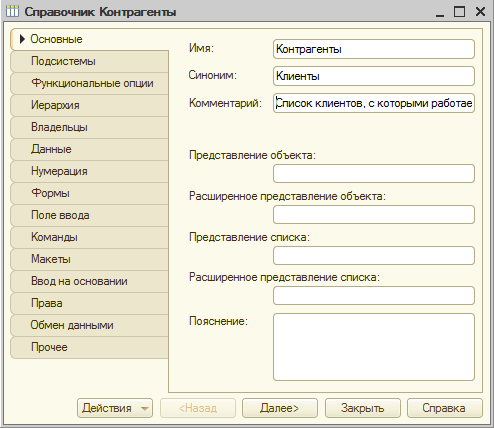 Справочник Контрагенты
Основные
Подсистемы
Функциональные опции
Иерархия
Владельцы
Данные
Нумерация
Формы
Поле ввода
Команды
Макеты
Ввод на основании
Права
Обмен данными
Прочее
Имя: Контрагенты
Синоним: Клиенты
Комментарий: Список клиентов, с которыми работае
Представление объекта:
Расширенное представление объекта:
Представление списка:
Расширенное представление списка:
Пояснение:
Действия <Назад Далее> Закрыть Справка